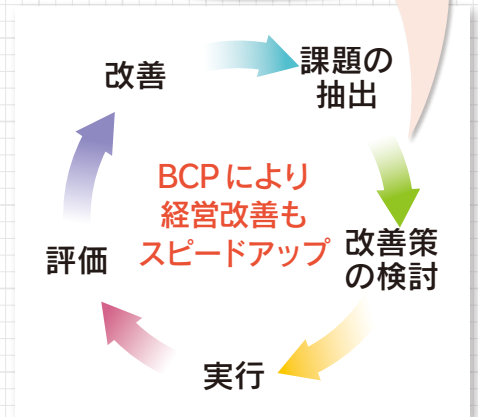 改善
課題の
抽出
BCPにより
経営改善も
スピードアップ
改善策
の検討
評価
実行